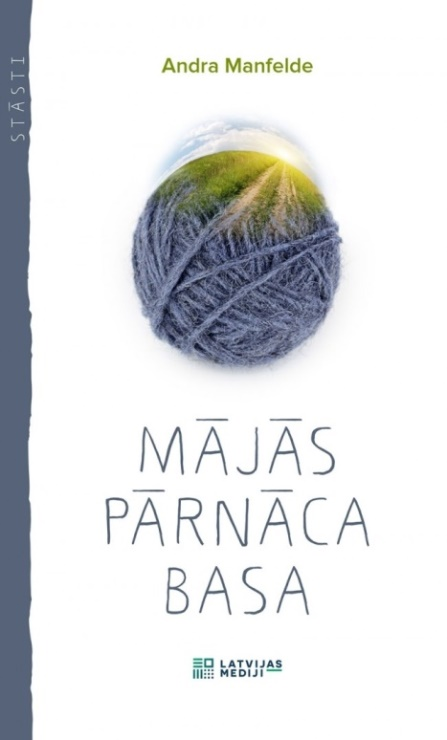 STĀSTI
Andra Manfelde
MĀJĀS
PĀRNĀCA
BASA
LATVIJAS
MEDIJI